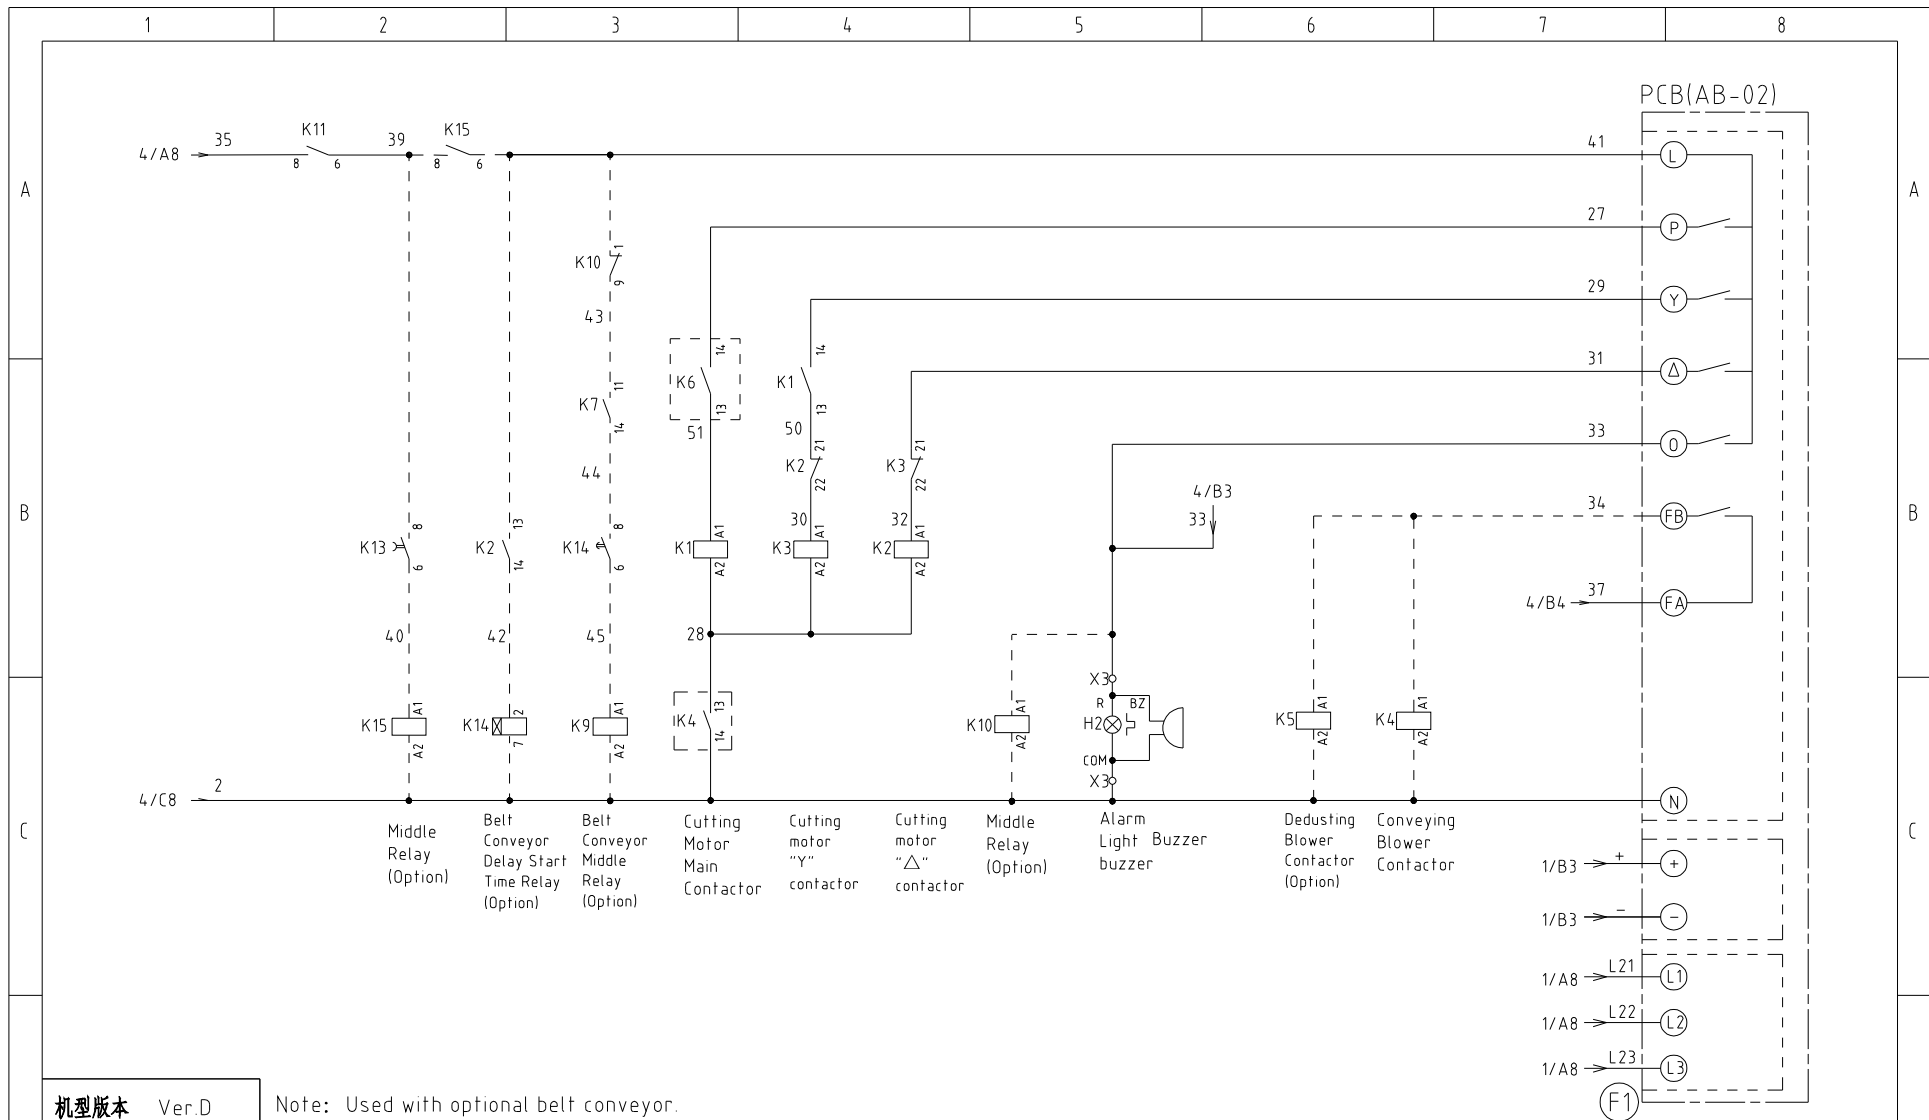 1 2 3 4 5 6 7 8
PCB(AB-02)
4/A8 35 K11 8 6 39 K15 8 6 41 L
A A
27 P
K10 1 9
43
29 Y
31 Δ
K6 14 13
K1 14 13
K7 11 14
51
50
33 O
K2 21 22
K3 21 22
44
4/B3
33
34 FB
B B
30 32
K13 8 6
K2 13 14
K14 8 6
K1 A1 A2
K3 A1 A2
K2 A1 A2
4/B4 37 FA
40 42 45 28
X3
R BZ
K15 A1 A2
K14 2 7
K9 A1 A2
K4 13 14
K10 A1 A2
H2
K5 A1 A2
K4 A1 A2
COM
X3
4/C8 2 N
C C
Middle
Relay
(Option)
Belt
Conveyor
Delay Start
Time Relay
(Option)
Belt
Conveyor
Middle
Relay
(Option)
Cutting
Motor
Main
Contactor
Cutting
motor
"Y"
contactor
Cutting
motor
"△"
contactor
Middle
Relay
(Option)
Alarm
Light Buzzer
buzzer
Dedusting
Blower
Contactor
(Option)
Conveying
Blower
Contactor
1/B3 + +
1/B3 - -
1/A8 L21 L1
1/A8 L22 L2
1/A8 L23 L3
F1
机型版本 Ver.D
Note: Used with optional belt conveyor.